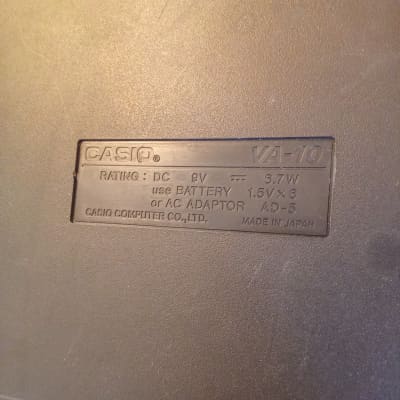 CASIO® VA-10
RATING : DC 9V ⎓ 3.7W
use BATTERY 1.5V × 6
or AC ADAPTOR AD-5
CASIO COMPUTER CO., LTD. MADE IN JAPAN